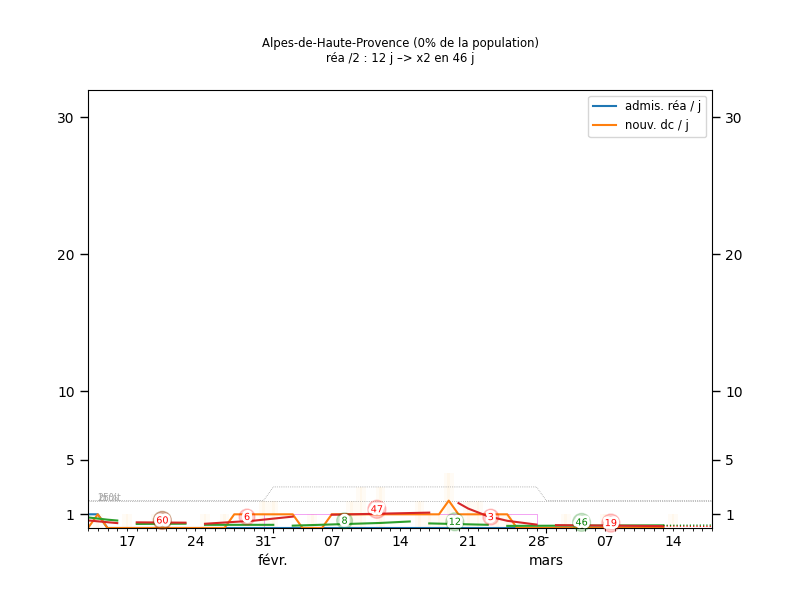 Alpes-de-Haute-Provence (0% de la population)
réa /2 : 12 j –> x2 en 46 j
admis. réa / j
nouv. dc / j
30 30
20 20
10 10
5 5
1 1
60 6 8 47 12 3 46 19
17 24 31 07 14 21 28 07 14
févr. mars